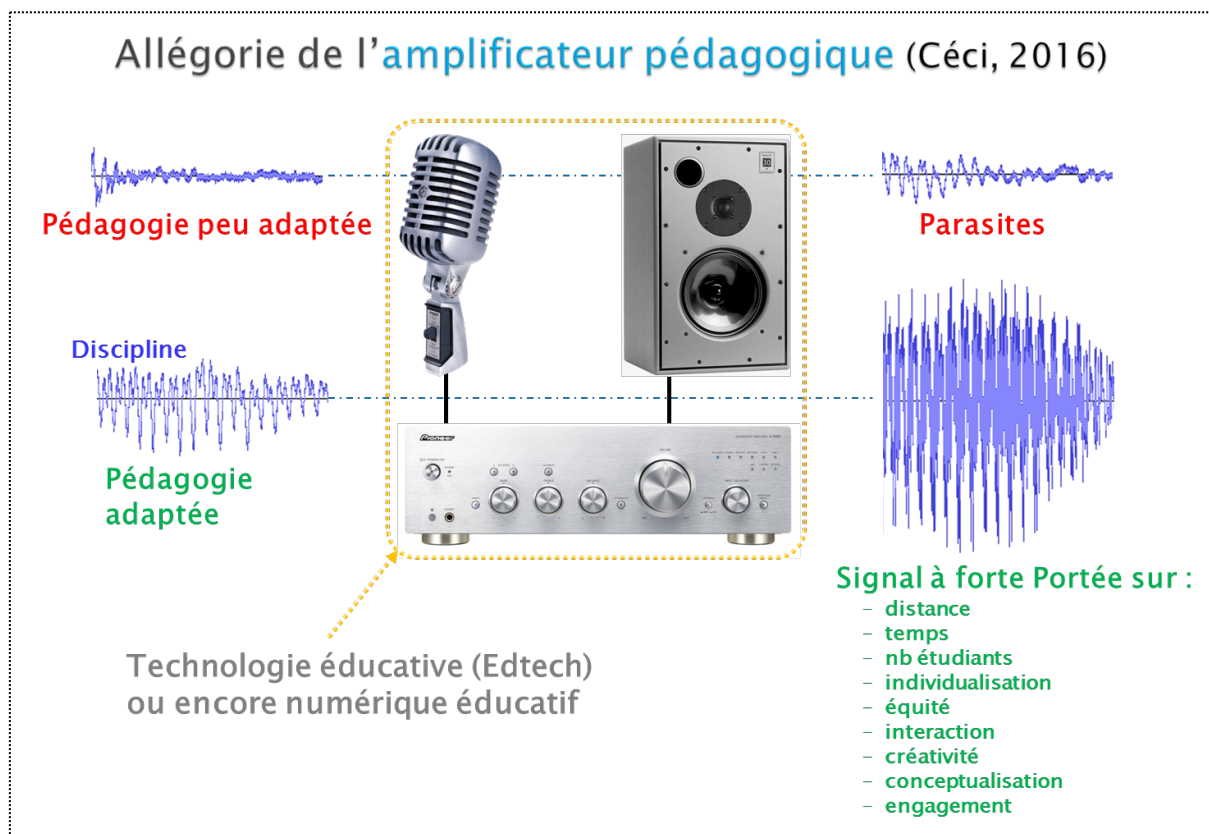 Allégorie de l'amplificateur pédagogique (Céci, 2016)
Pédagogie peu adaptée
Parasites
Discipline
Pédagogie
adaptée
Pioneer
Signal à forte Portée sur :
– distance
– temps
– nb étudiants
– individualisation
– équité
– interaction
– créativité
– conceptualisation
– engagement
Technologie éducative (Edtech)
ou encore numérique éducatif